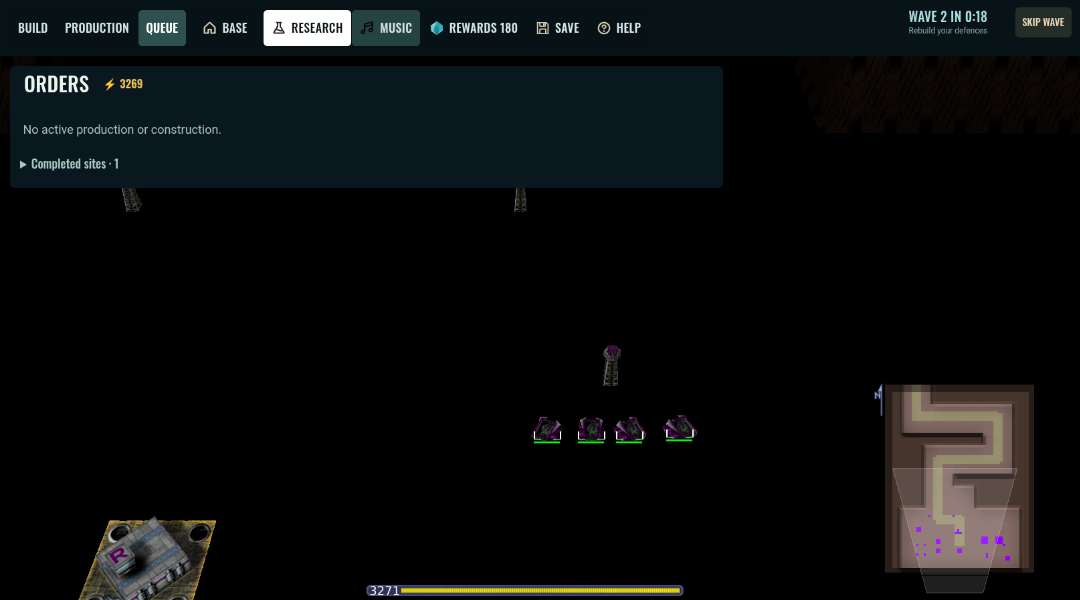 BUILD PRODUCTION QUEUE BASE RESEARCH MUSIC REWARDS 180 SAVE HELP
WAVE 2 IN 0:18
Rebuild your defences
SKIP WAVE
ORDERS ⚡ 3269
No active production or construction.
▶ Completed sites · 1
N
R
3271